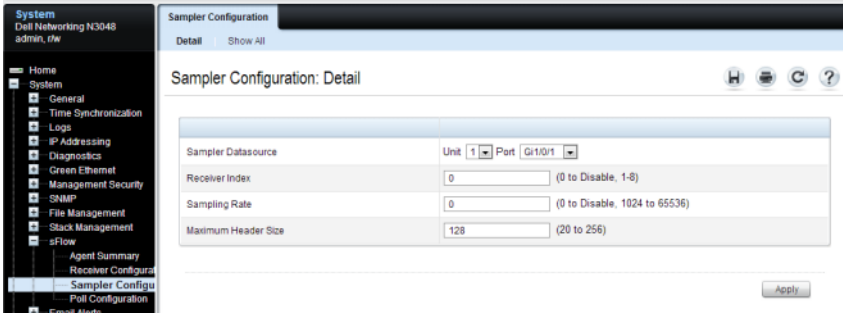 System
Dell Networking N3048
admin, r/w
Home
System
General
Time Synchronization
Logs
IP Addressing
Diagnostics
Green Ethernet
Management Security
SNMP
File Management
Stack Management
sFlow
Agent Summary
Receiver Configurat
Sampler Configu
Poll Configuration
Email Alerts
Sampler Configuration
Detail Show All
Sampler Configuration: Detail
Sampler Datasource Unit 1 Port Gi1/0/1
Receiver Index 0 (0 to Disable, 1-8)
Sampling Rate 0 (0 to Disable, 1024 to 65536)
Maximum Header Size 128 (20 to 256)
Apply